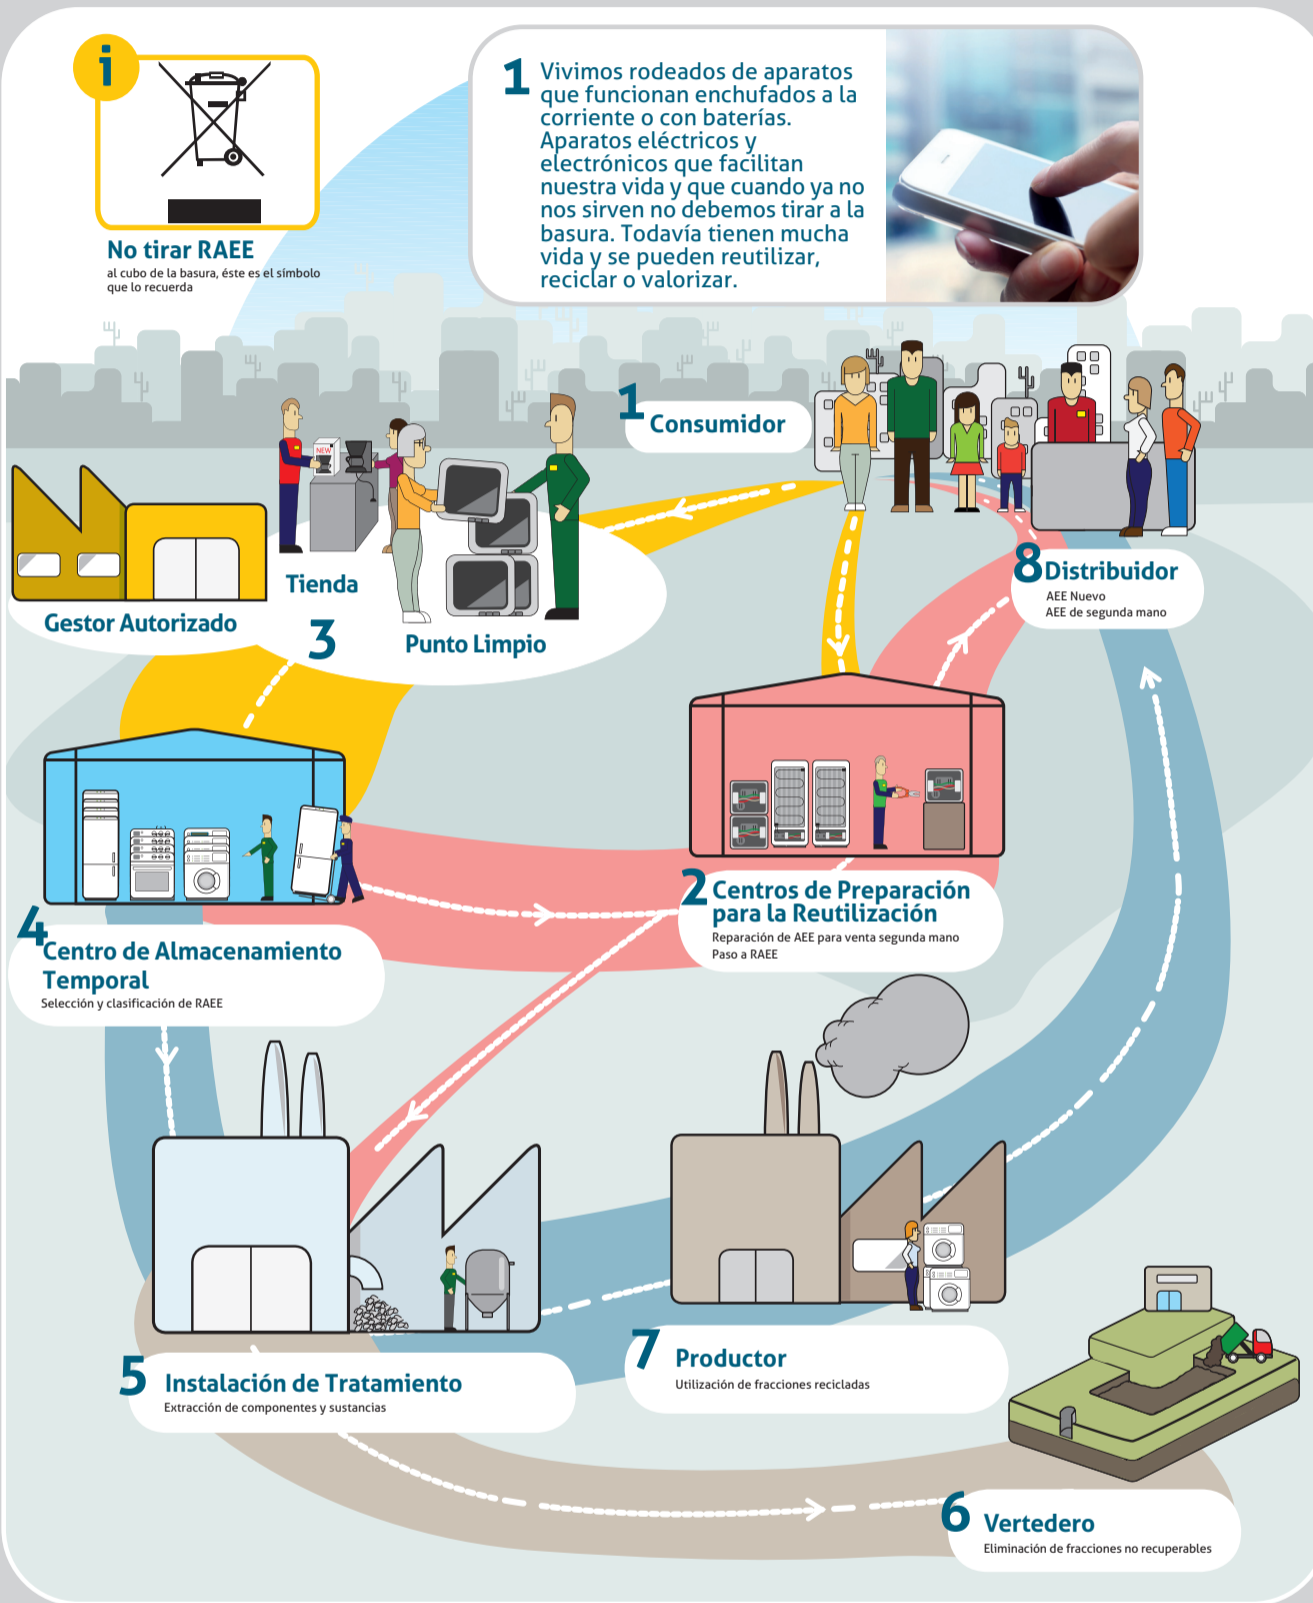 i
No tirar RAEE
al cubo de la basura, éste es el símbolo
que lo recuerda
1
Vivimos rodeados de aparatos
que funcionan enchufados a la
corriente o con baterías.
Aparatos eléctricos y
electrónicos que facilitan
nuestra vida y que cuando ya no
nos sirven no debemos tirar a la
basura. Todavía tienen mucha
vida y se pueden reutilizar,
reciclar o valorizar.
1
Consumidor
NEW
Tienda
Gestor Autorizado
3
Punto Limpio
8
Distribuidor
AEE Nuevo
AEE de segunda mano
2
Centros de Preparación
para la Reutilización
Reparación de AEE para venta segunda mano
Paso a RAEE
4
Centro de Almacenamiento
Temporal
Selección y clasificación de RAEE
5
Instalación de Tratamiento
Extracción de componentes y sustancias
7
Productor
Utilización de fracciones recicladas
6
Vertedero
Eliminación de fracciones no recuperables